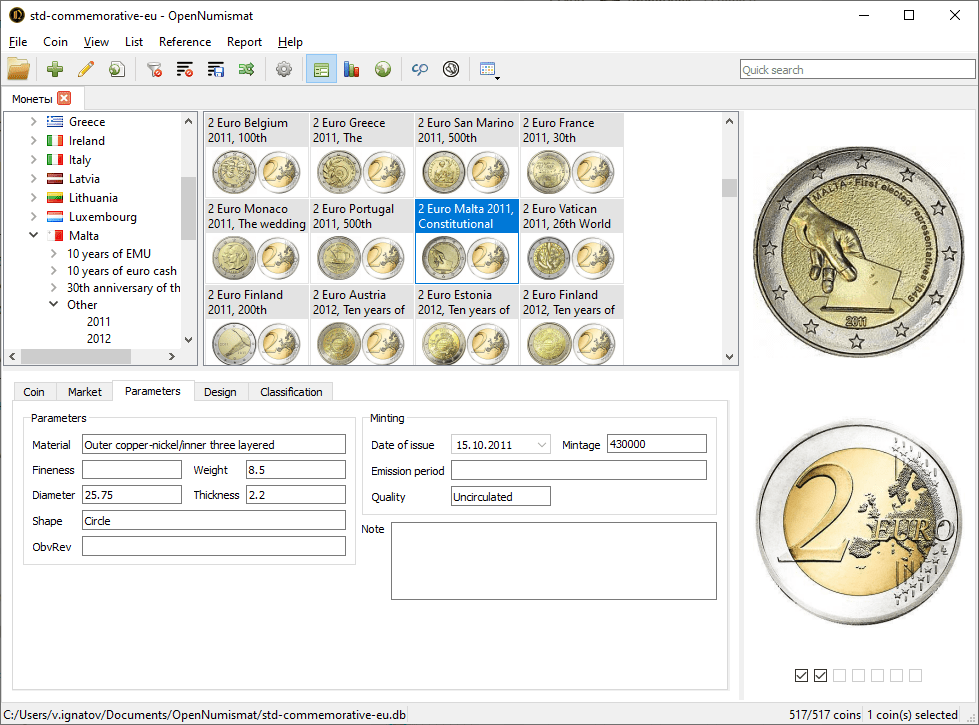 std-commemorative-eu - OpenNumismat
File Coin View List Reference Report Help
Quick search
Монеты
Greece
Ireland
Italy
Latvia
Lithuania
Luxembourg
Malta
10 years of EMU
10 years of euro cash
30th anniversary of th
Other
2011
2012
2 Euro Belgium
2011, 100th
2 Euro Greece
2011, The
2 Euro San Marino
2011, 500th
2 Euro France
2011, 30th
2 Euro Monaco
2011, The wedding
2 Euro Portugal
2011, 500th
2 Euro Malta 2011,
Constitutional
2 Euro Vatican
2011, 26th World
2 Euro Finland
2011, 200th
2 Euro Austria
2012, Ten years of
2 Euro Estonia
2012, Ten years of
2 Euro Finland
2012, Ten years of
MALTA - First elected representatives 1849
2011
2 EURO
Coin Market Parameters Design Classification
Parameters
Material Outer copper-nickel/inner three layered
Fineness Weight 8.5
Diameter 25.75 Thickness 2.2
Shape Circle
ObvRev
Minting
Date of issue 15.10.2011 Mintage 430000
Emission period
Quality Uncirculated
Note
C:/Users/v.ignatov/Documents/OpenNumismat/std-commemorative-eu.db
517/517 coins 1 coin(s) selected